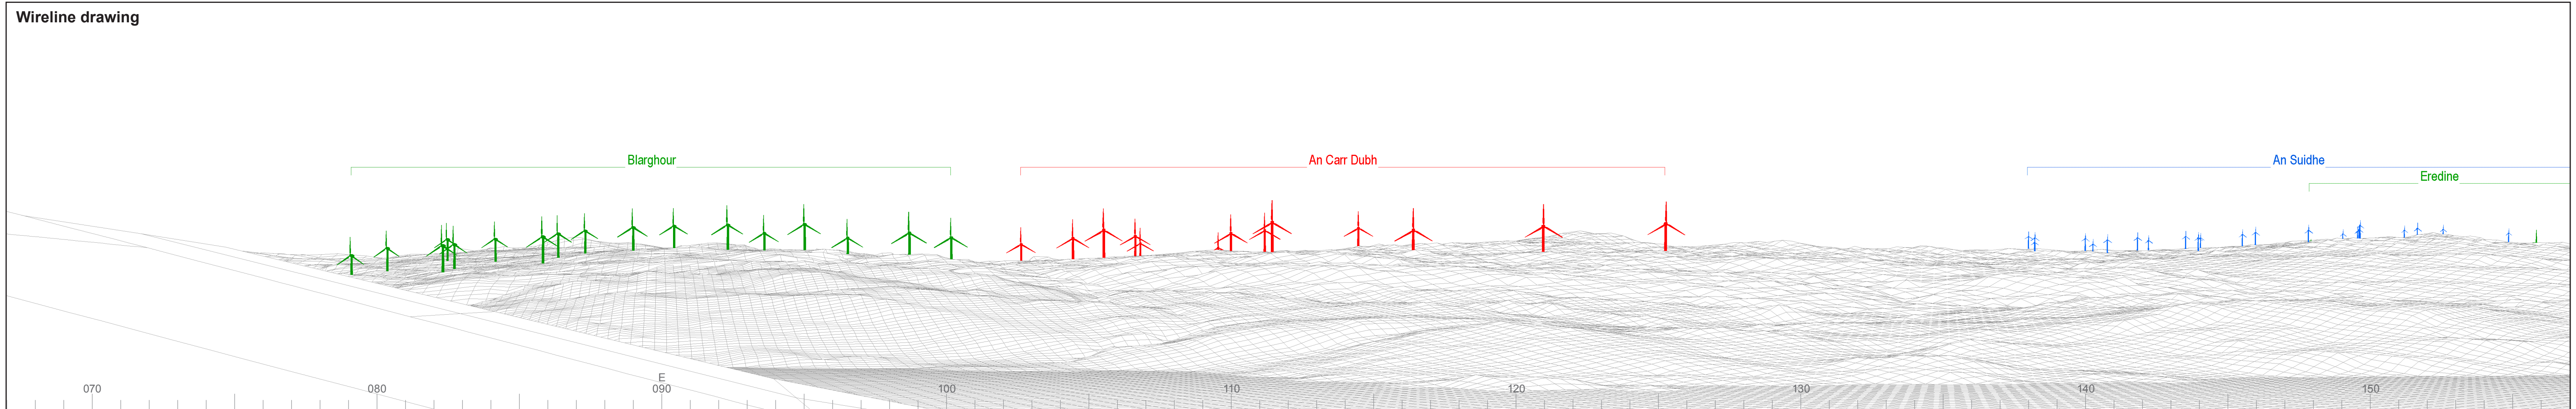 Wireline drawing
Blarghour
An Carr Dubh
An Suidhe
Eredine
E
070 080 090 100 110 120 130 140 150